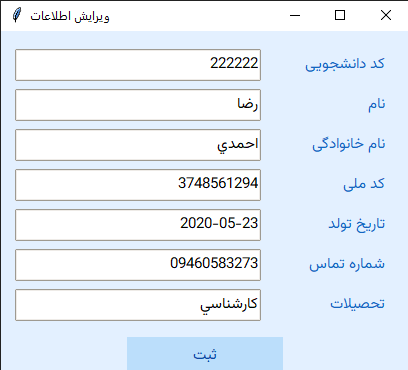 ویرایش اطلاعات
کد دانشجویی 222222
نام رضا
نام خانوادگی احمدي
کد ملی 3748561294
تاریخ تولد 2020-05-23
شماره تماس 09460583273
تحصیلات کارشناسي
ثبت